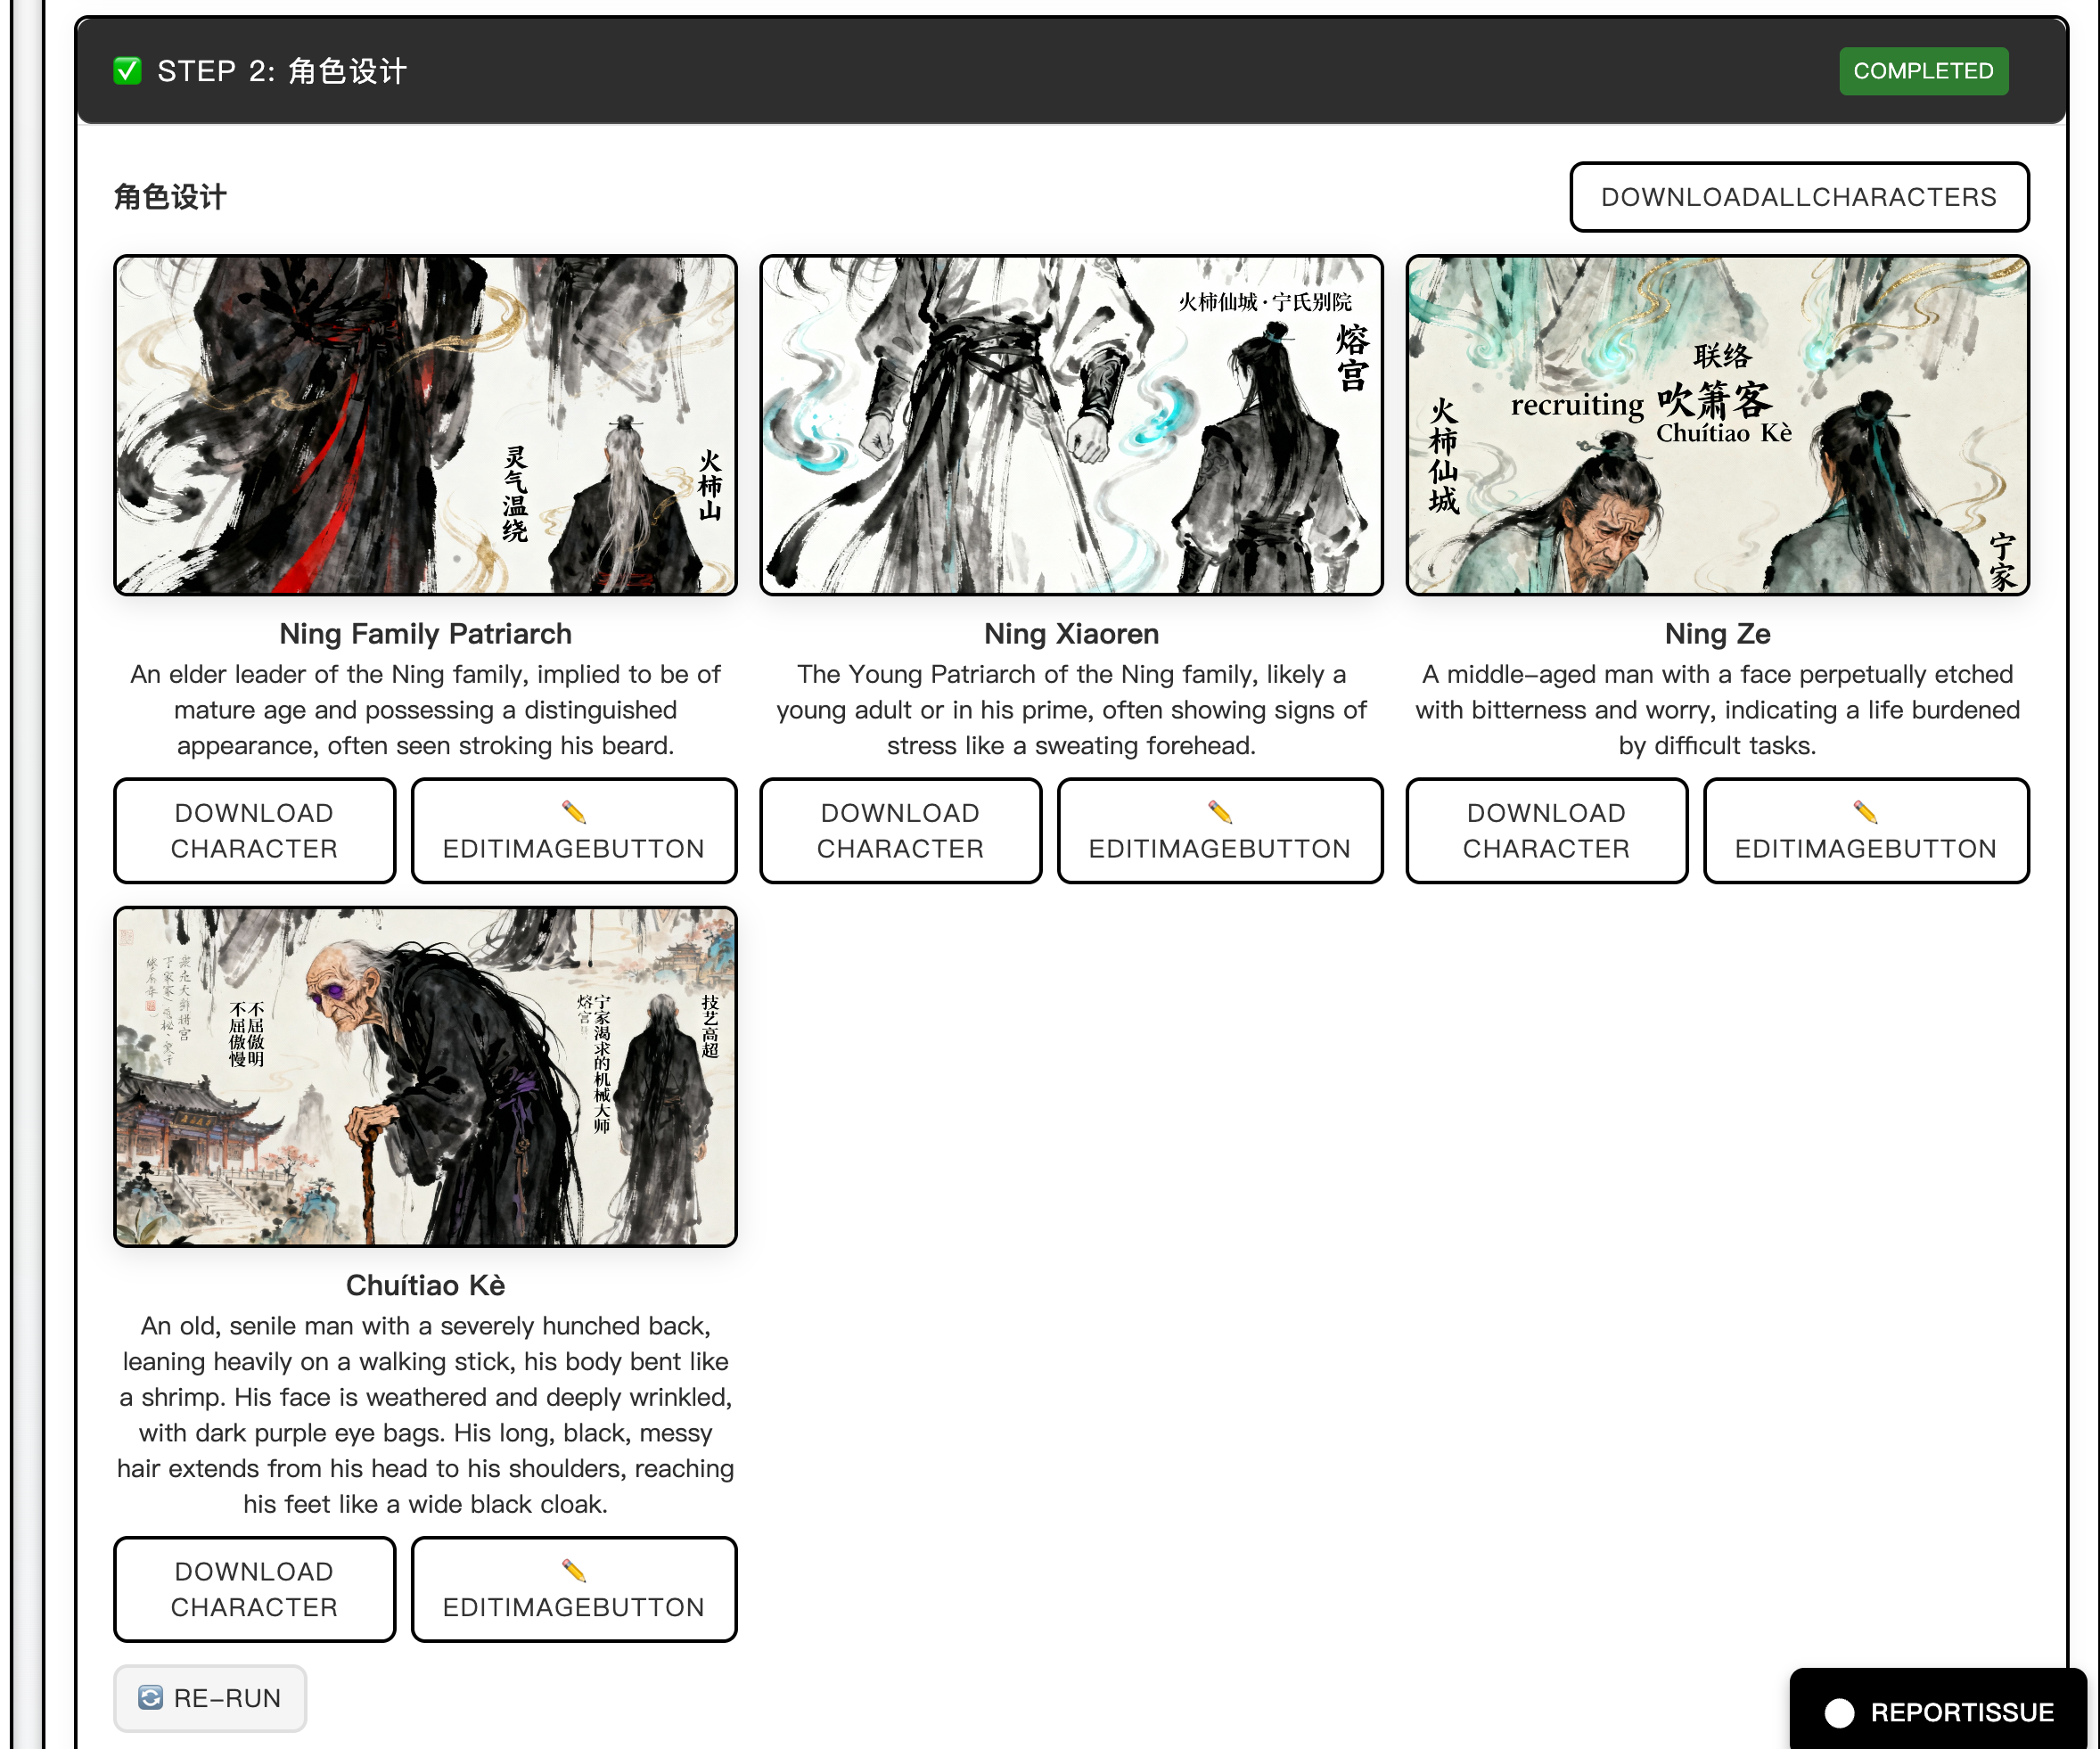 ✅ STEP 2: 角色设计
COMPLETED
角色设计
DOWNLOADALLCHARACTERS
灵气温绕
火柿山
火柿仙城·宁氏别院
熔宫
联络
recruiting 吹箫客
Chuítiao Kè
火柿仙城
宁家
Ning Family Patriarch
An elder leader of the Ning family, implied to be of
mature age and possessing a distinguished
appearance, often seen stroking his beard.
Ning Xiaoren
The Young Patriarch of the Ning family, likely a
young adult or in his prime, often showing signs of
stress like a sweating forehead.
Ning Ze
A middle-aged man with a face perpetually etched
with bitterness and worry, indicating a life burdened
by difficult tasks.
DOWNLOAD
CHARACTER
✏️
EDITIMAGEBUTTON
DOWNLOAD
CHARACTER
✏️
EDITIMAGEBUTTON
DOWNLOAD
CHARACTER
✏️
EDITIMAGEBUTTON
不屈傲明
不屈傲慢
宁家渴求的机械大师
熔宫
技艺高超
Chuítiao Kè
An old, senile man with a severely hunched back,
leaning heavily on a walking stick, his body bent like
a shrimp. His face is weathered and deeply wrinkled,
with dark purple eye bags. His long, black, messy
hair extends from his head to his shoulders, reaching
his feet like a wide black cloak.
DOWNLOAD
CHARACTER
✏️
EDITIMAGEBUTTON
🔄 RE-RUN
REPORTISSUE